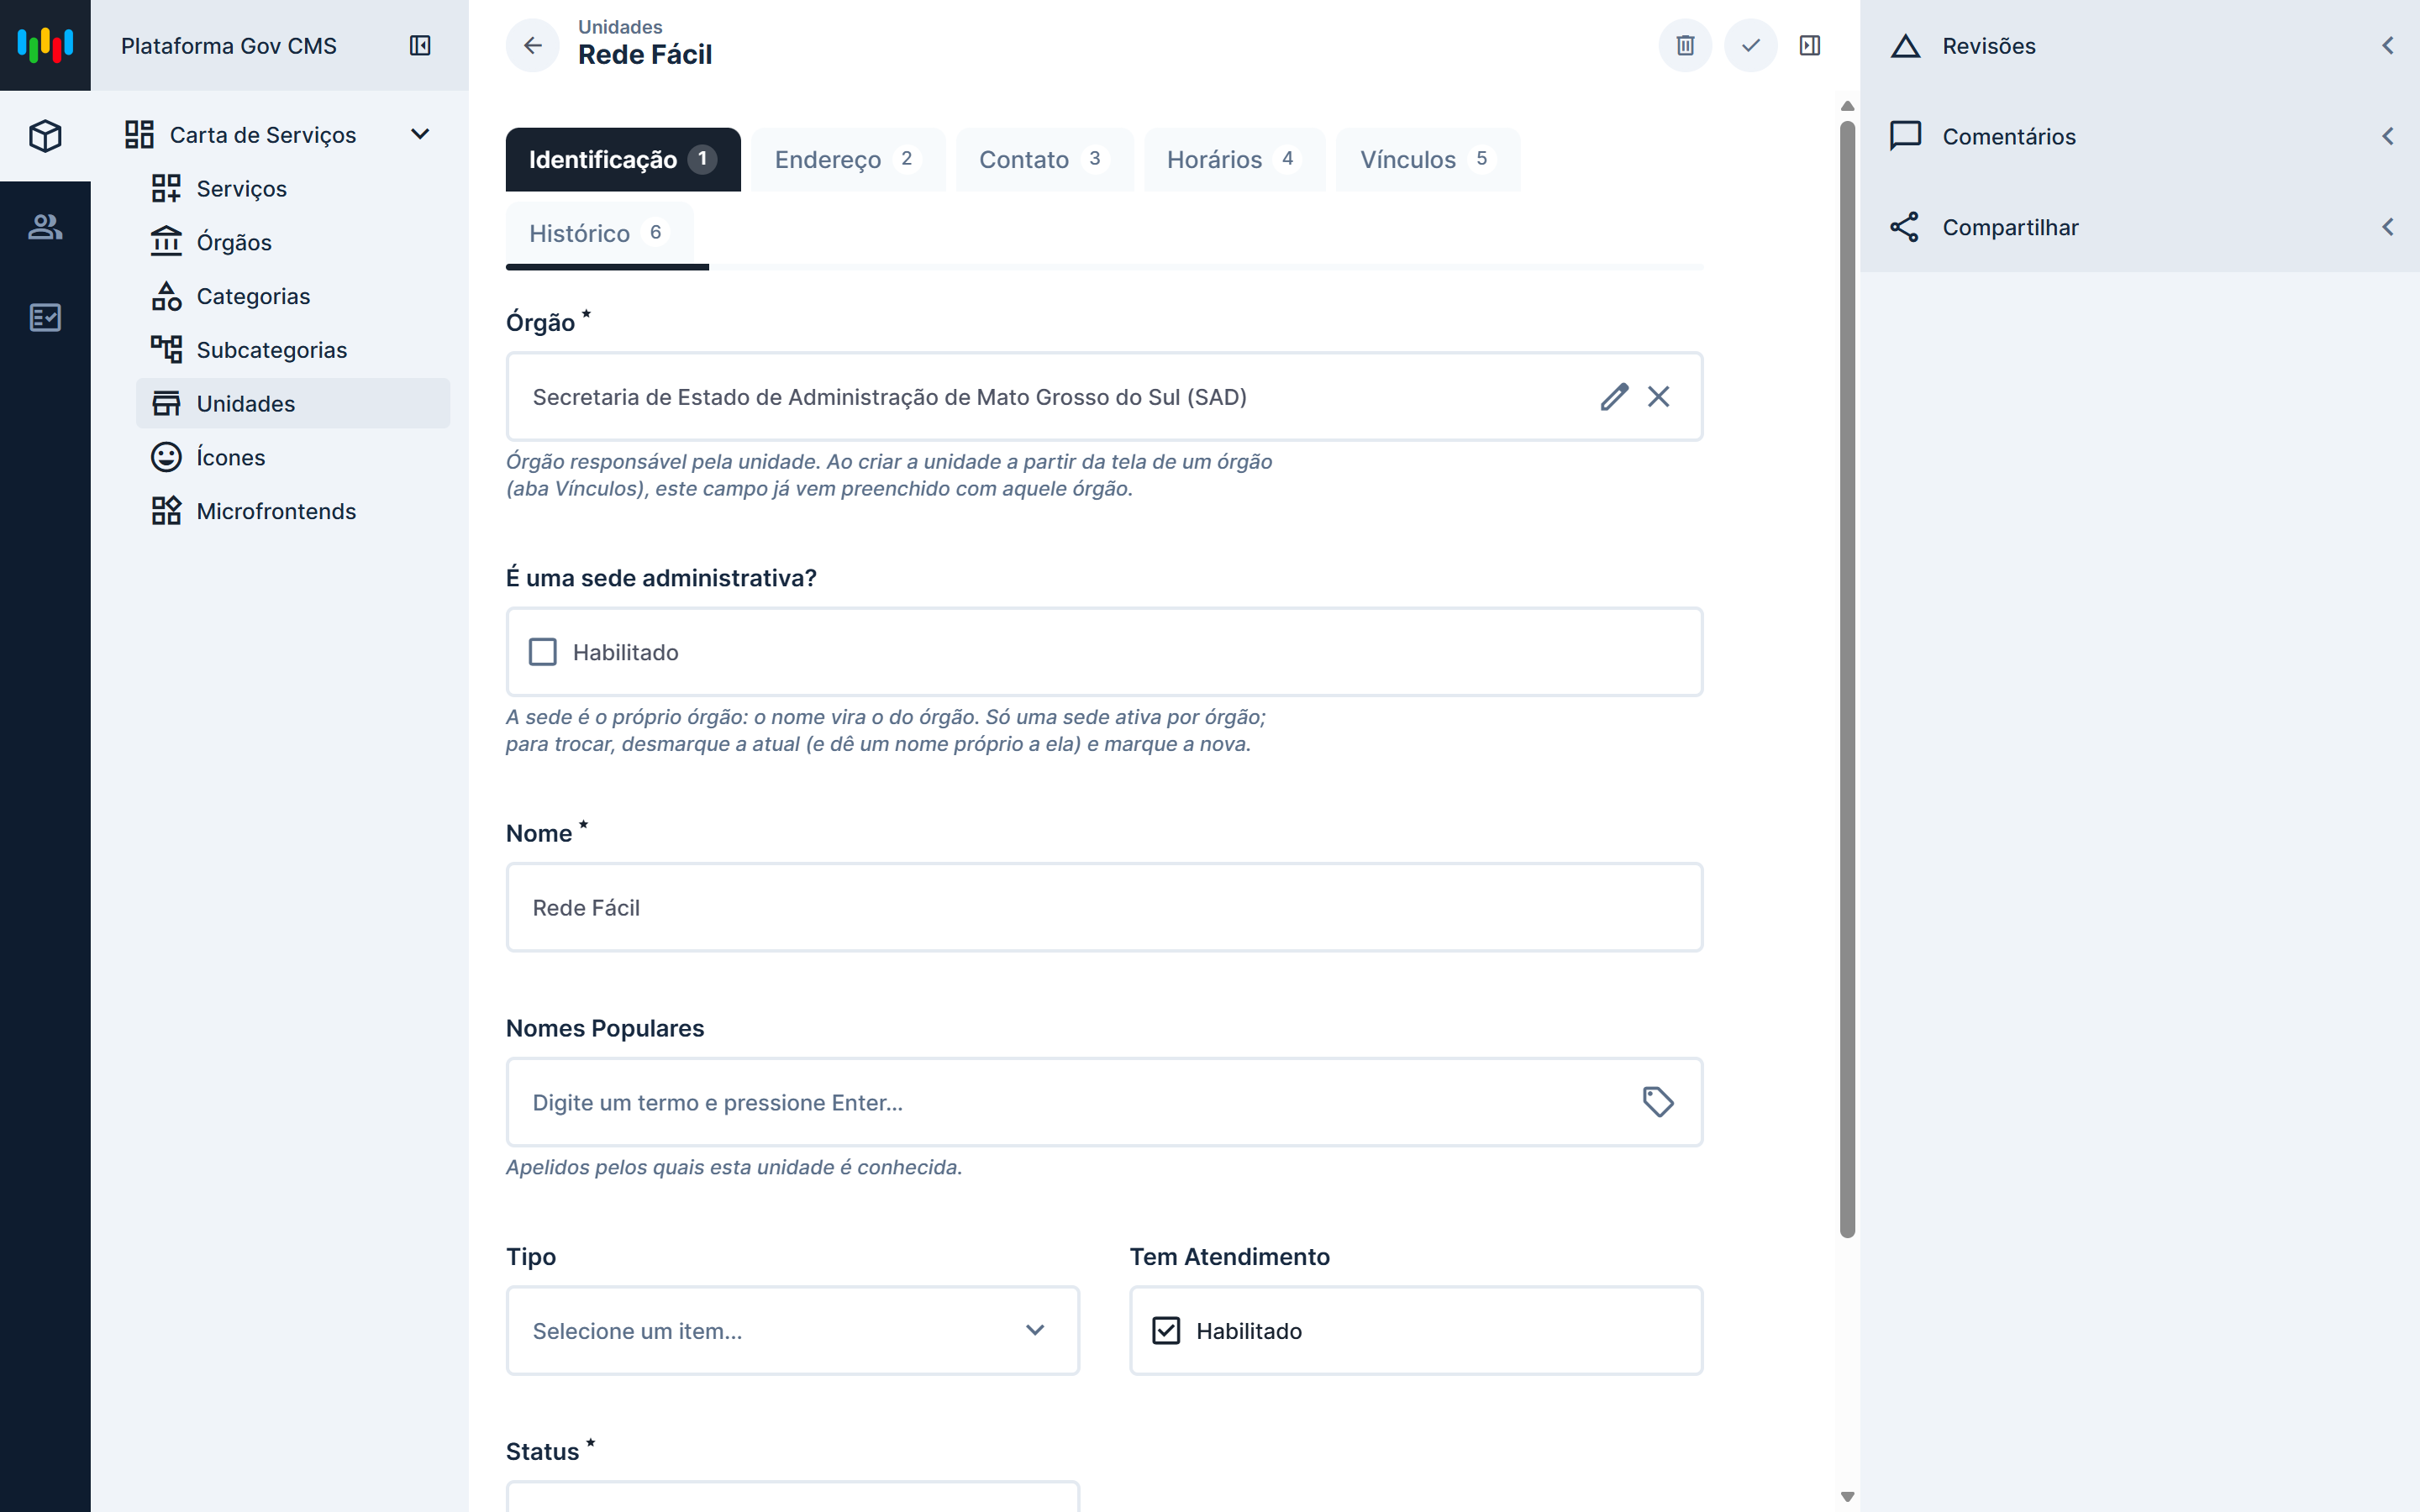 Plataforma Gov CMS
Carta de Serviços
Serviços
Órgãos
Categorias
Subcategorias
Unidades
Ícones
Microfrontends
Unidades
Rede Fácil
Identificação 1
Endereço 2
Contato 3
Horários 4
Vínculos 5
Histórico 6
Órgão *
Secretaria de Estado de Administração de Mato Grosso do Sul (SAD)
Órgão responsável pela unidade. Ao criar a unidade a partir da tela de um órgão
(aba Vínculos), este campo já vem preenchido com aquele órgão.
É uma sede administrativa?
Habilitado
A sede é o próprio órgão: o nome vira o do órgão. Só uma sede ativa por órgão;
para trocar, desmarque a atual (e dê um nome próprio a ela) e marque a nova.
Nome *
Rede Fácil
Nomes Populares
Digite um termo e pressione Enter...
Apelidos pelos quais esta unidade é conhecida.
Tipo
Selecione um item...
Tem Atendimento
Habilitado
Status *
Revisões
Comentários
Compartilhar